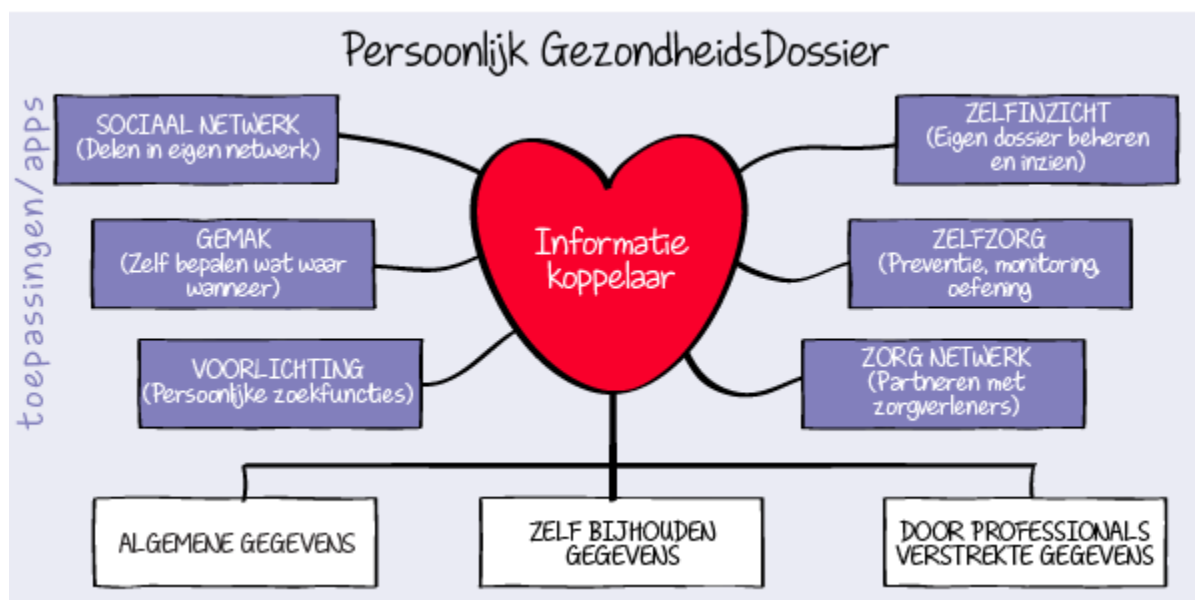 Persoonlijk GezondheidsDossier
toepassingen/apps
SOCIAAL NETWERK
(Delen in eigen netwerk)
GEMAK
(Zelf bepalen wat waar
wanneer)
VOORLICHTING
(Persoonlijke zoekfuncties)
Informatie
koppelaar
ZELFINZICHT
(Eigen dossier beheren
en inzien)
ZELFZORG
(Preventie, monitoring,
oefening
ZORG NETWERK
(Partneren met
zorgverleners)
ALGEMENE GEGEVENS
ZELF BIJHOUDEN
GEGEVENS
DOOR PROFESSIONALS
VERSTREKTE GEGEVENS